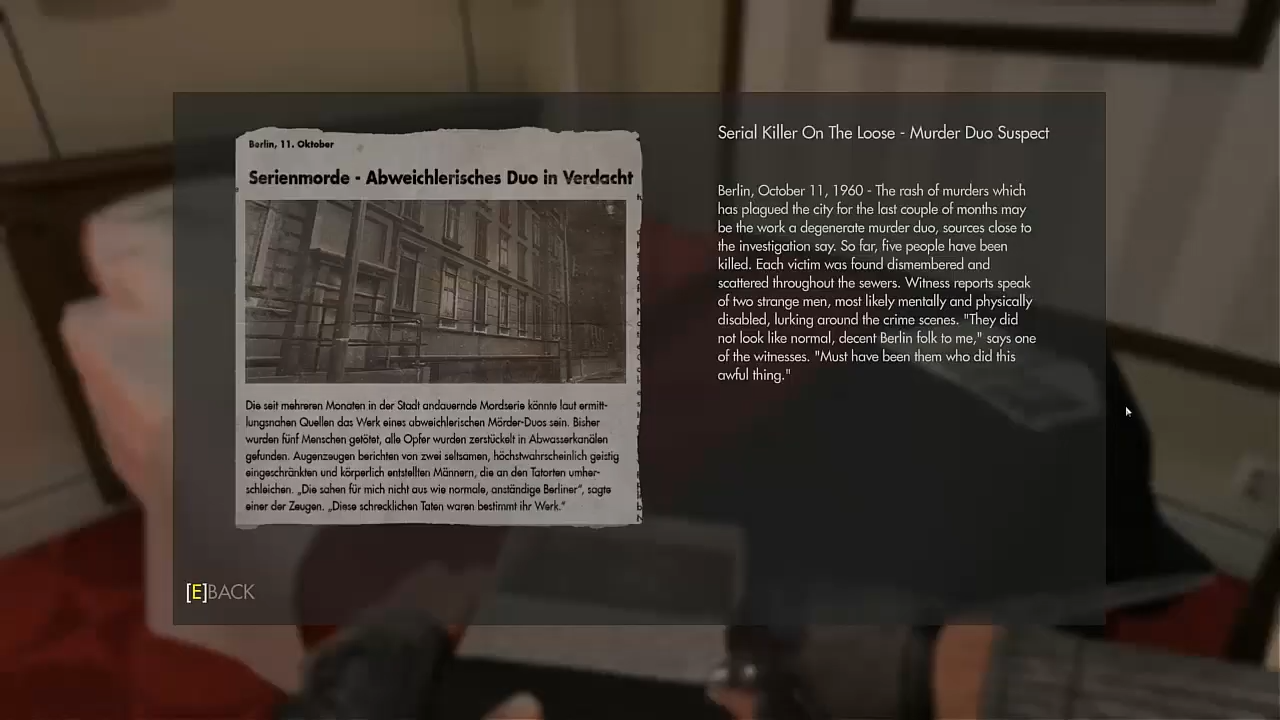 Berlin, 11. Oktober
Serienmorde - Abweichlerisches Duo in Verdacht
Die seit mehreren Monaten in der Stadt andauernde Mordserie könnte laut ermitt-
lungsnahen Quellen das Werk eines abweichlerischen Mörder-Duos sein. Bisher
wurden fünf Menschen getötet, alle Opfer wurden zerstückelt in Abwasserkanälen
gefunden. Augenzeugen berichten von zwei seltsamen, höchstwahrscheinlich geistig
eingeschränkten und körperlich entstellten Männern, die an den Tatorten umher-
schleichen. „Die sahen für mich nicht aus wie normale, anständige Berliner“, sagte
einer der Zeugen. „Diese schrecklichen Taten waren bestimmt ihr Werk.“
Serial Killer On The Loose - Murder Duo Suspect
Berlin, October 11, 1960 - The rash of murders which
has plagued the city for the last couple of months may
be the work a degenerate murder duo, sources close to
the investigation say. So far, five people have been
killed. Each victim was found dismembered and
scattered throughout the sewers. Witness reports speak
of two strange men, most likely mentally and physically
disabled, lurking around the crime scenes. "They did
not look like normal, decent Berlin folk to me," says one
of the witnesses. "Must have been them who did this
awful thing."
[E]BACK